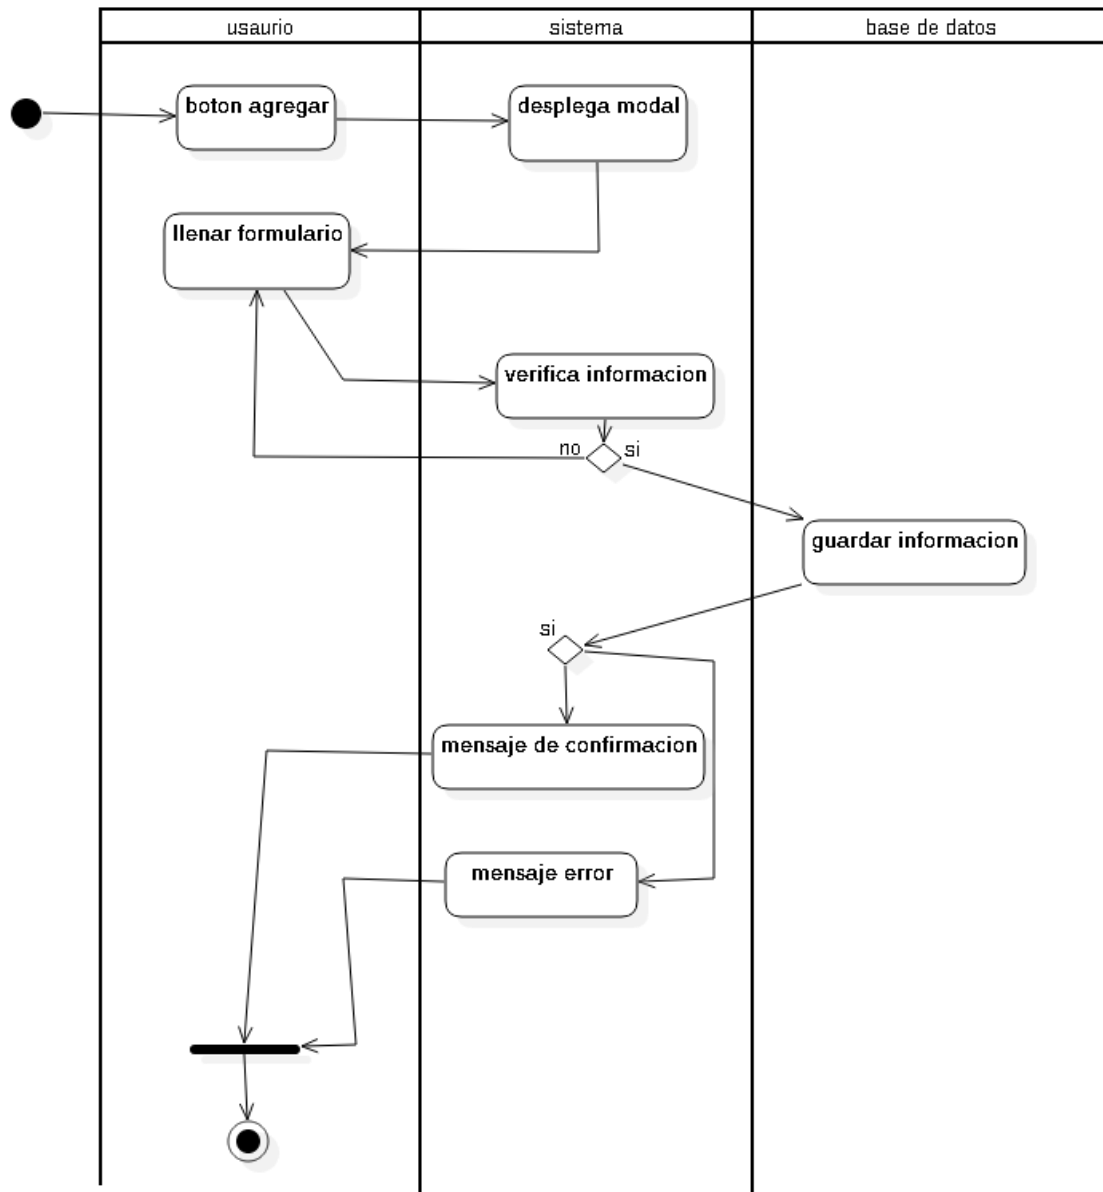 usaurio
sistema
base de datos
boton agregar
desplega modal
llenar formulario
verifica informacion
no
si
guardar informacion
si
mensaje de confirmacion
mensaje error